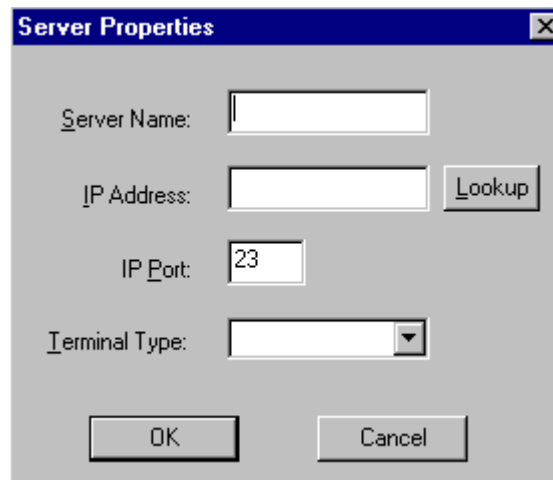 Server Properties
Server Name:
IP Address:
Lookup
IP Port:
23
Terminal Type:
OK
Cancel